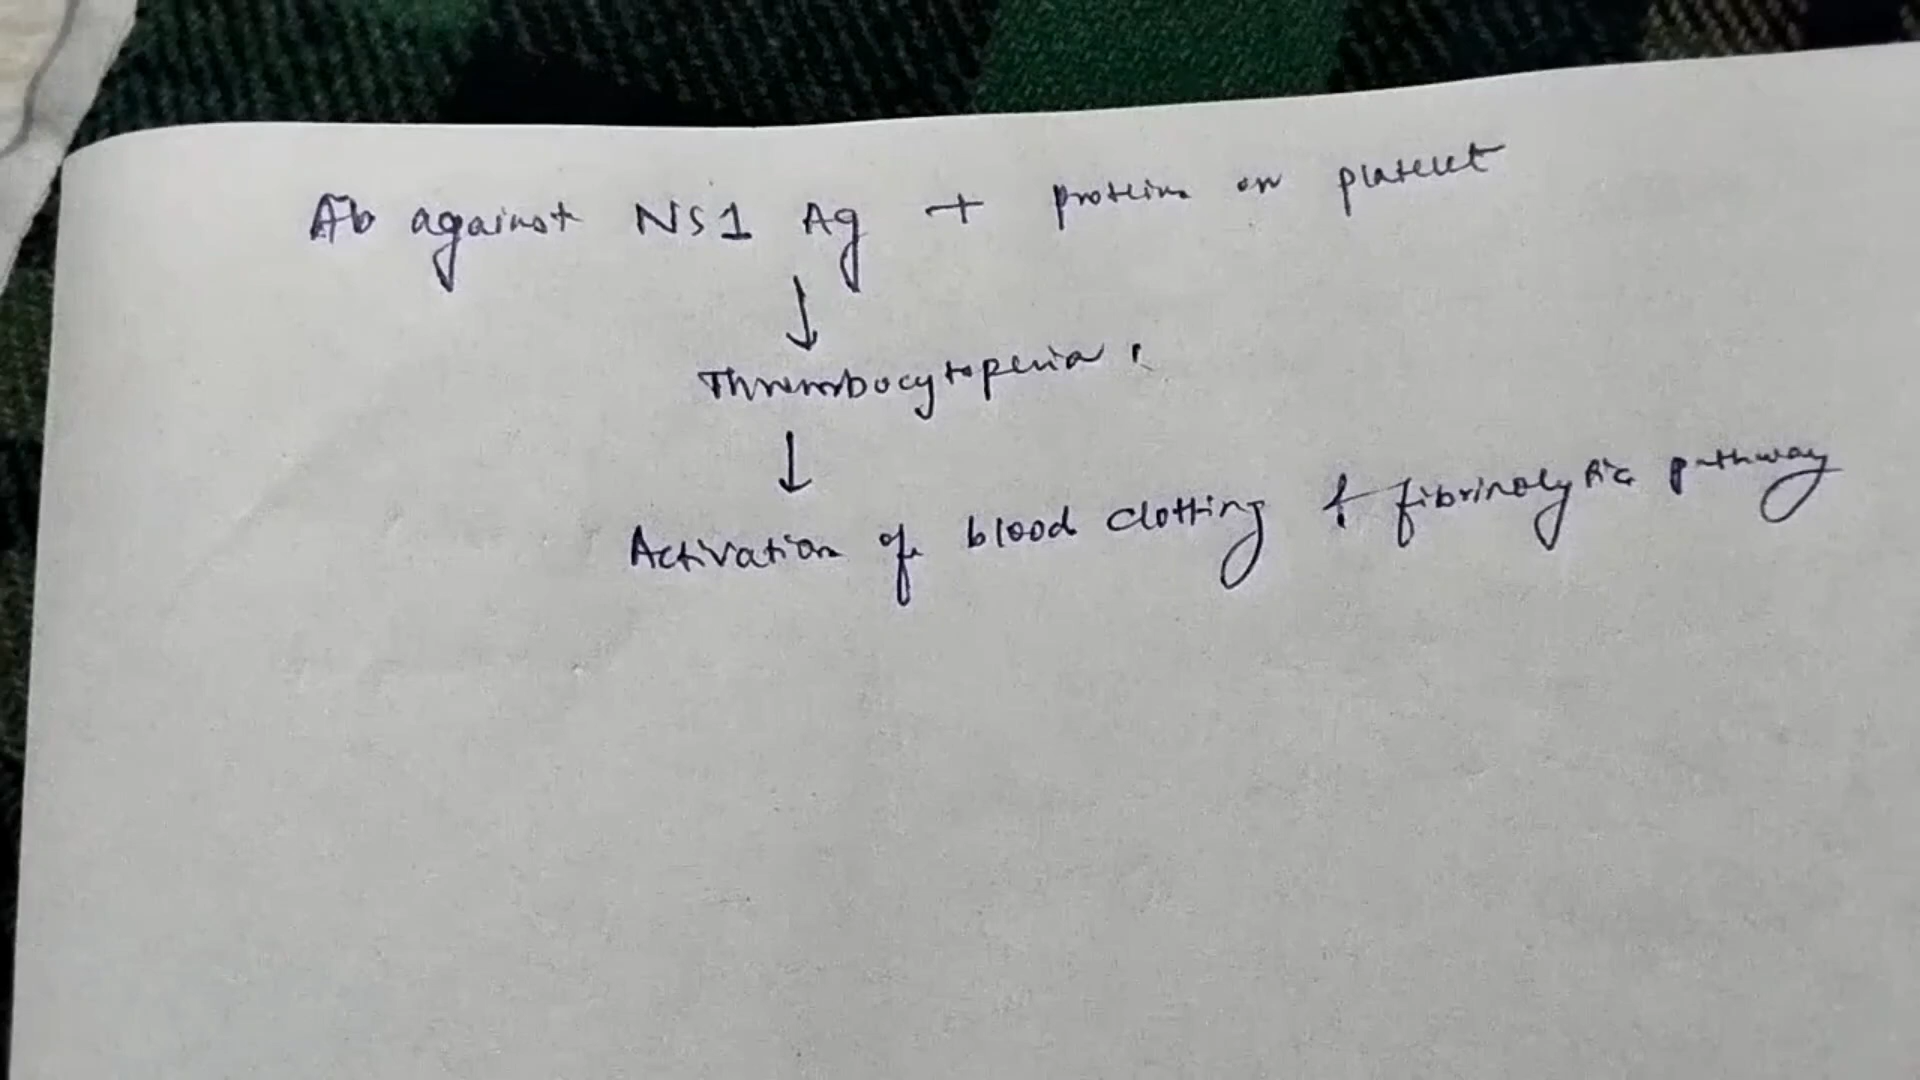 Ab against NS1 Ag + protein on platelet
↓
Thrombocytopenia
↓
Activation of blood clotting & fibrinolytic pathway